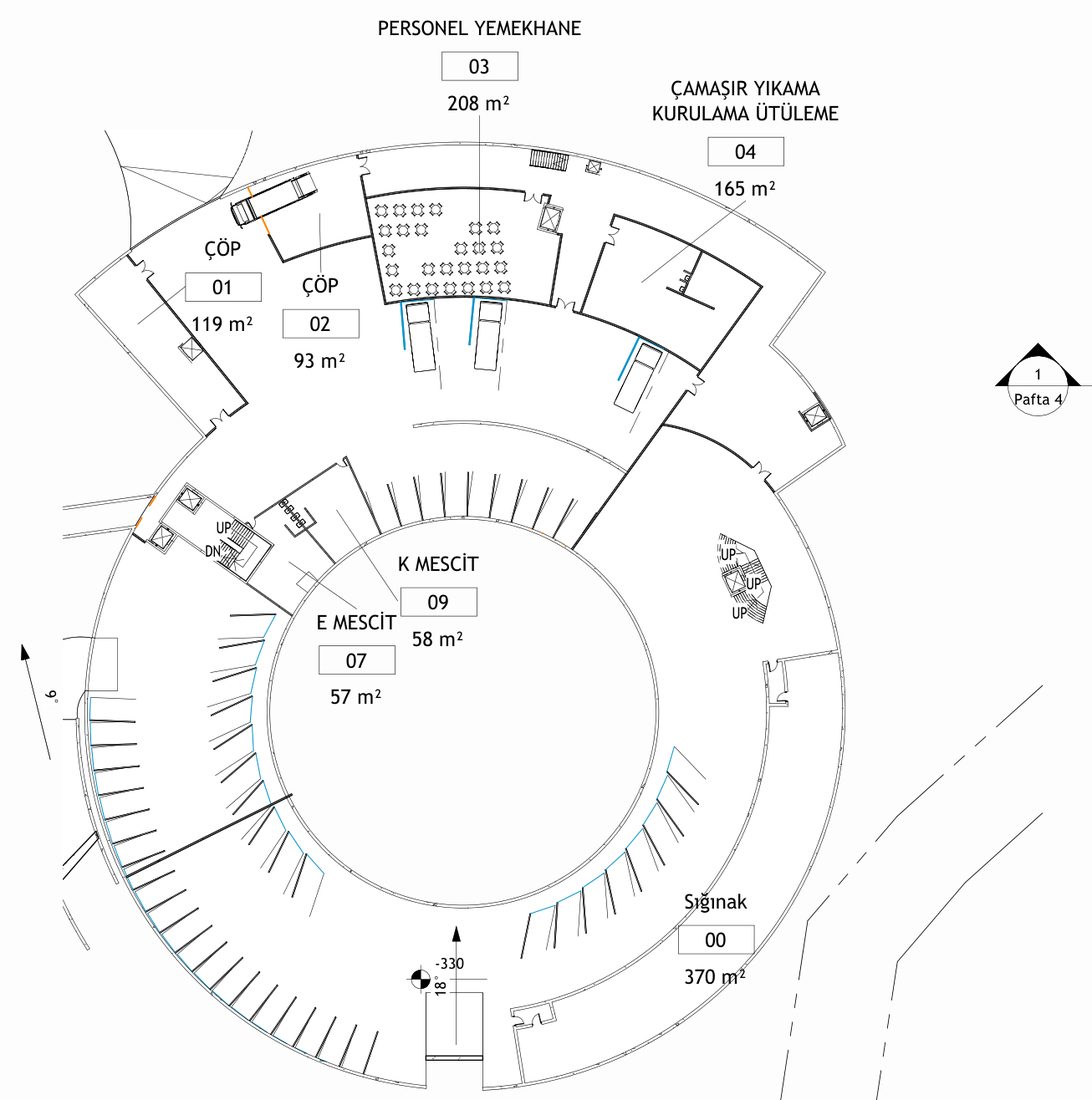 PERSONEL YEMEKHANE
03
208 m²
ÇAMAŞIR YIKAMA
KURULAMA ÜTÜLEME
04
165 m²
ÇÖP
01
119 m²
ÇÖP
02
93 m²
1
Pafta 4
UP
DN
K MESCİT
09
58 m²
E MESCİT
07
57 m²
UP
UP
UP
9°
Sığınak
00
370 m²
-330
18°